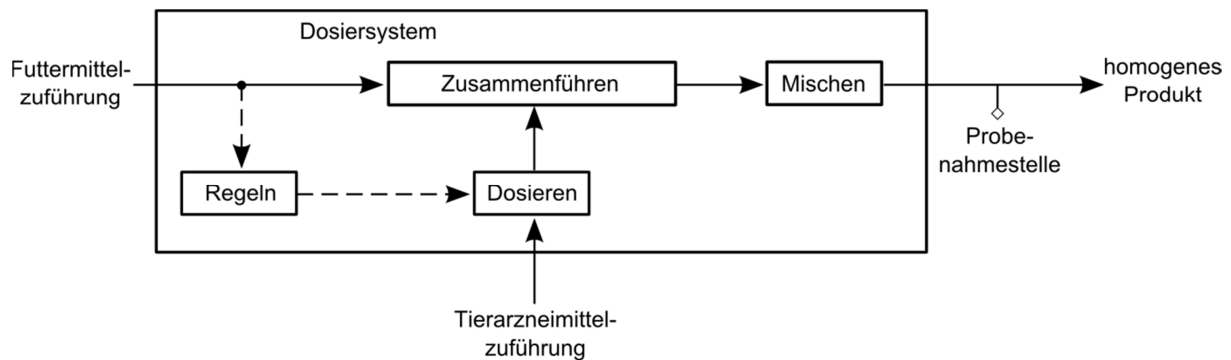 Dosiersystem
Futtermittel-
zuführung
Zusammenführen
Mischen
homogenes
Produkt
Probe-
nahmestelle
Regeln
Dosieren
Tierarzneimittel-
zuführung